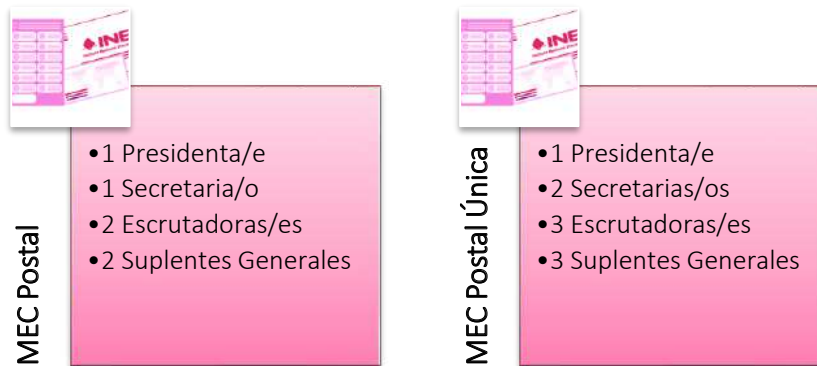 INE
MEC Postal
•1 Presidenta/e
•1 Secretaria/o
•2 Escrutadoras/es
•2 Suplentes Generales
INE
MEC Postal Única
•1 Presidenta/e
•2 Secretarias/os
•3 Escrutadoras/es
•3 Suplentes Generales